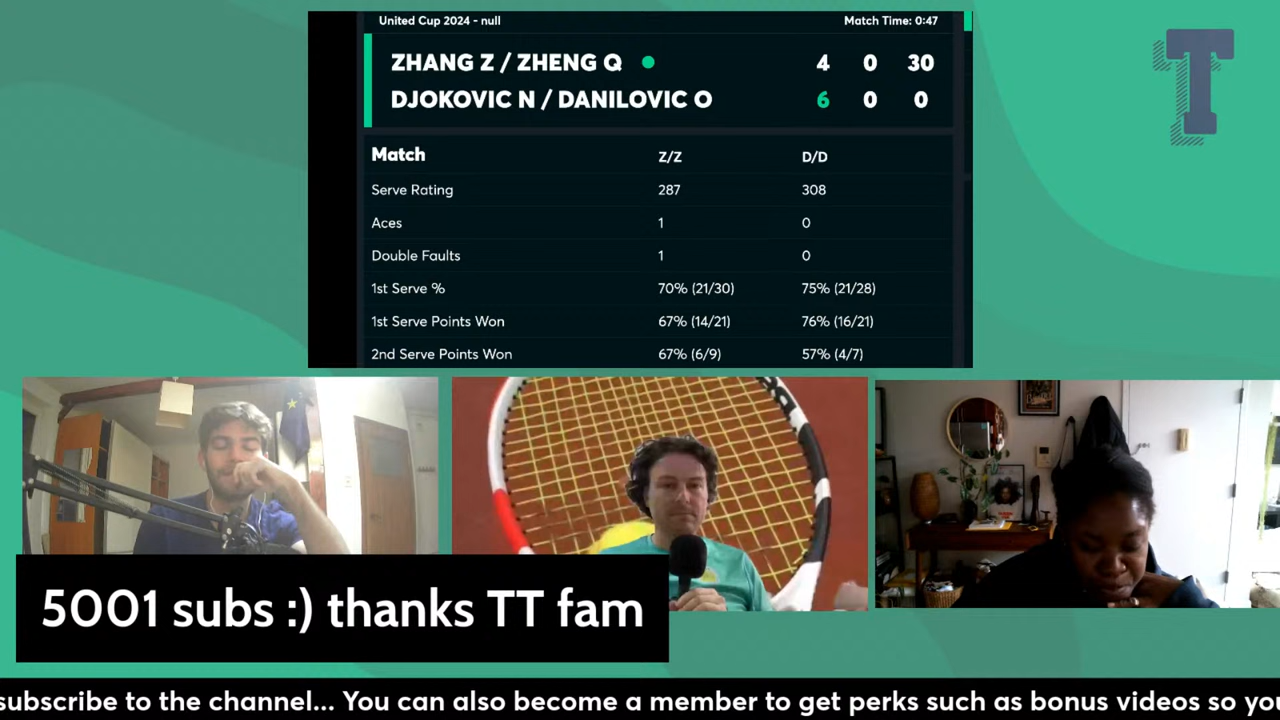 United Cup 2024 - null Match Time: 0:47
ZHANG Z / ZHENG Q 4 0 30
DJOKOVIC N / DANILOVIC O 6 0 0
Match Z/Z D/D
Serve Rating 287 308
Aces 1 0
Double Faults 1 0
1st Serve % 70% (21/30) 75% (21/28)
1st Serve Points Won 67% (14/21) 76% (16/21)
2nd Serve Points Won 67% (6/9) 57% (4/7)
T
5001 subs :) thanks TT fam
subscribe to the channel... You can also become a member to get perks such as bonus videos so you